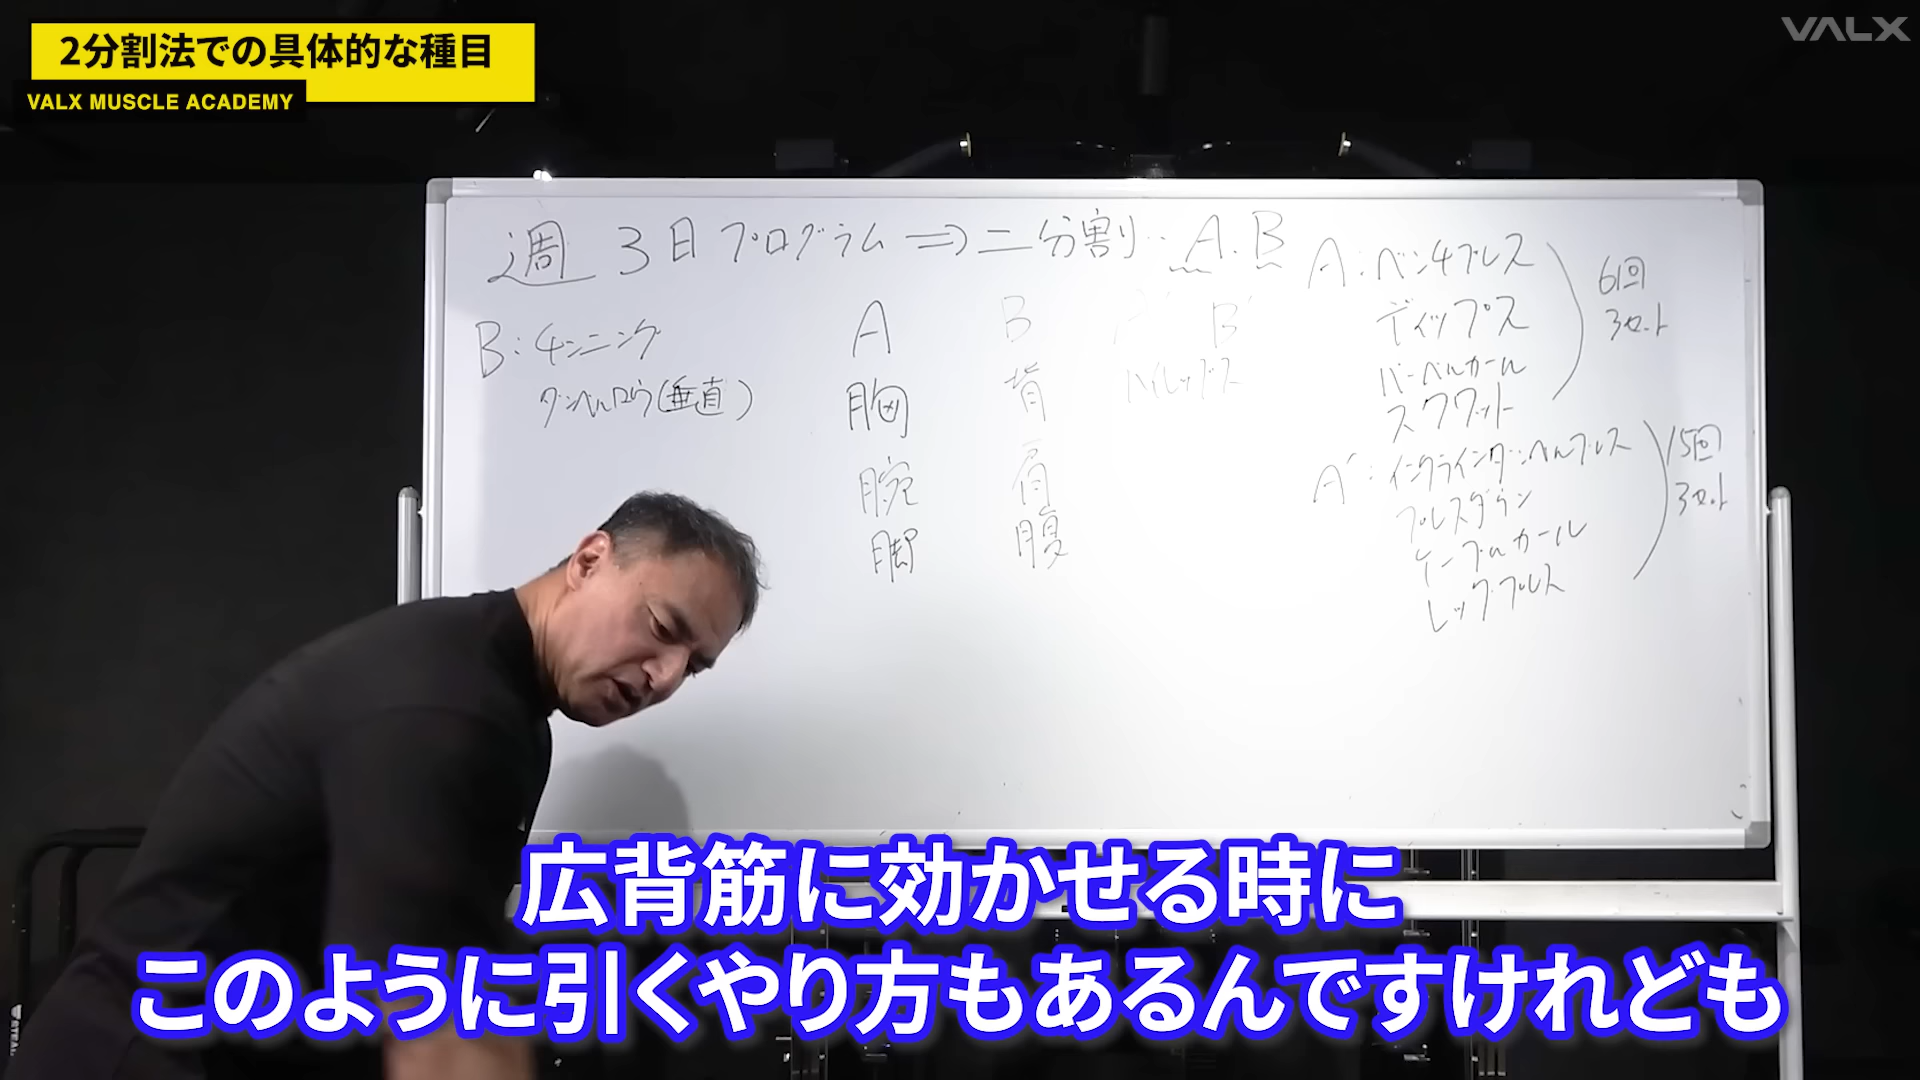 2分割法での具体的な種目
VALX MUSCLE ACADEMY
VALX
週3日プログラム⇒二分割‥A.B
B:チンニング
ダンベルロウ(垂直)
A B A' B'
ハイレップス
胸 背
腕 肩
脚 腹
A:ベンチプレス
ディップス
バーベルカール
スクワット
6回
3セット
A':インクラインダンベルプレス
プレスダウン
ケーブルカール
レッグプレス
15回
3セット
広背筋に効かせる時に
このように引くやり方もあるんですけれども